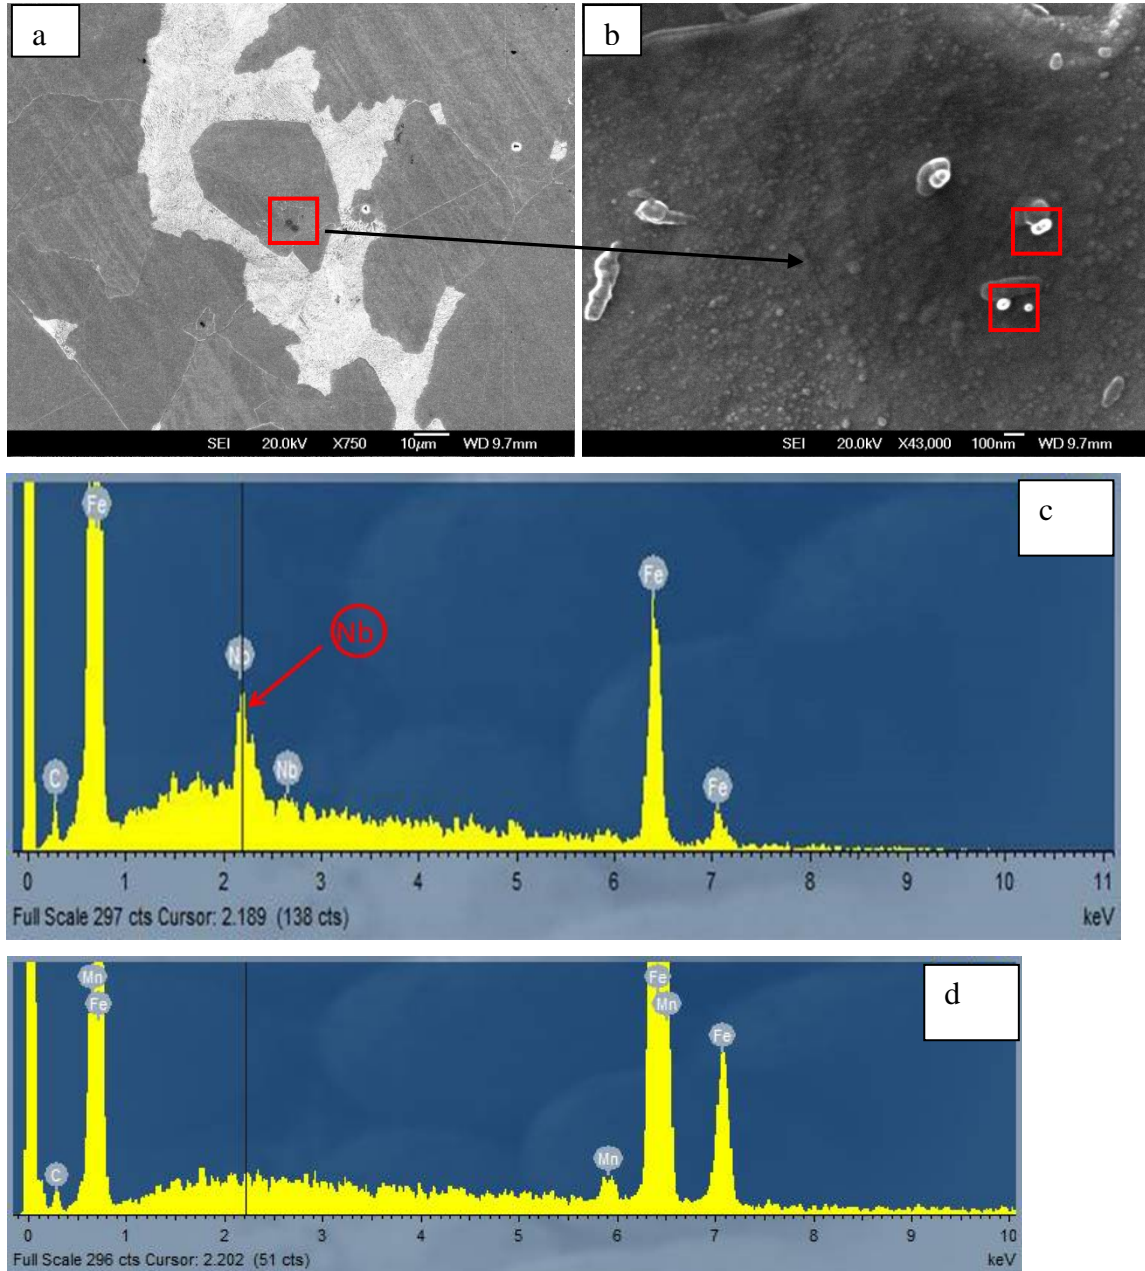 a
b
SEI 20.0kV X750 10μm WD 9.7mm
SEI 20.0kV X43,000 100nm WD 9.7mm
c
Fe
Fe
Nb
Nb
C
Nb
Fe
0 1 2 3 4 5 6 7 8 9 10 11
Full Scale 297 cts Cursor: 2.189 (138 cts) keV
d
Mn
Fe
Fe
Mn
Fe
C
Mn
0 1 2 3 4 5 6 7 8 9 10
Full Scale 296 cts Cursor: 2.202 (51 cts) keV